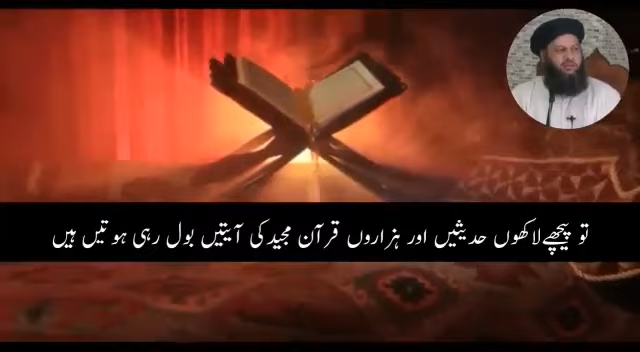 تو پیچھے لاکھوں حدیثیں اور ہزاروں قرآن مجید کی آیتیں بول رہی ہوتیں ہیں